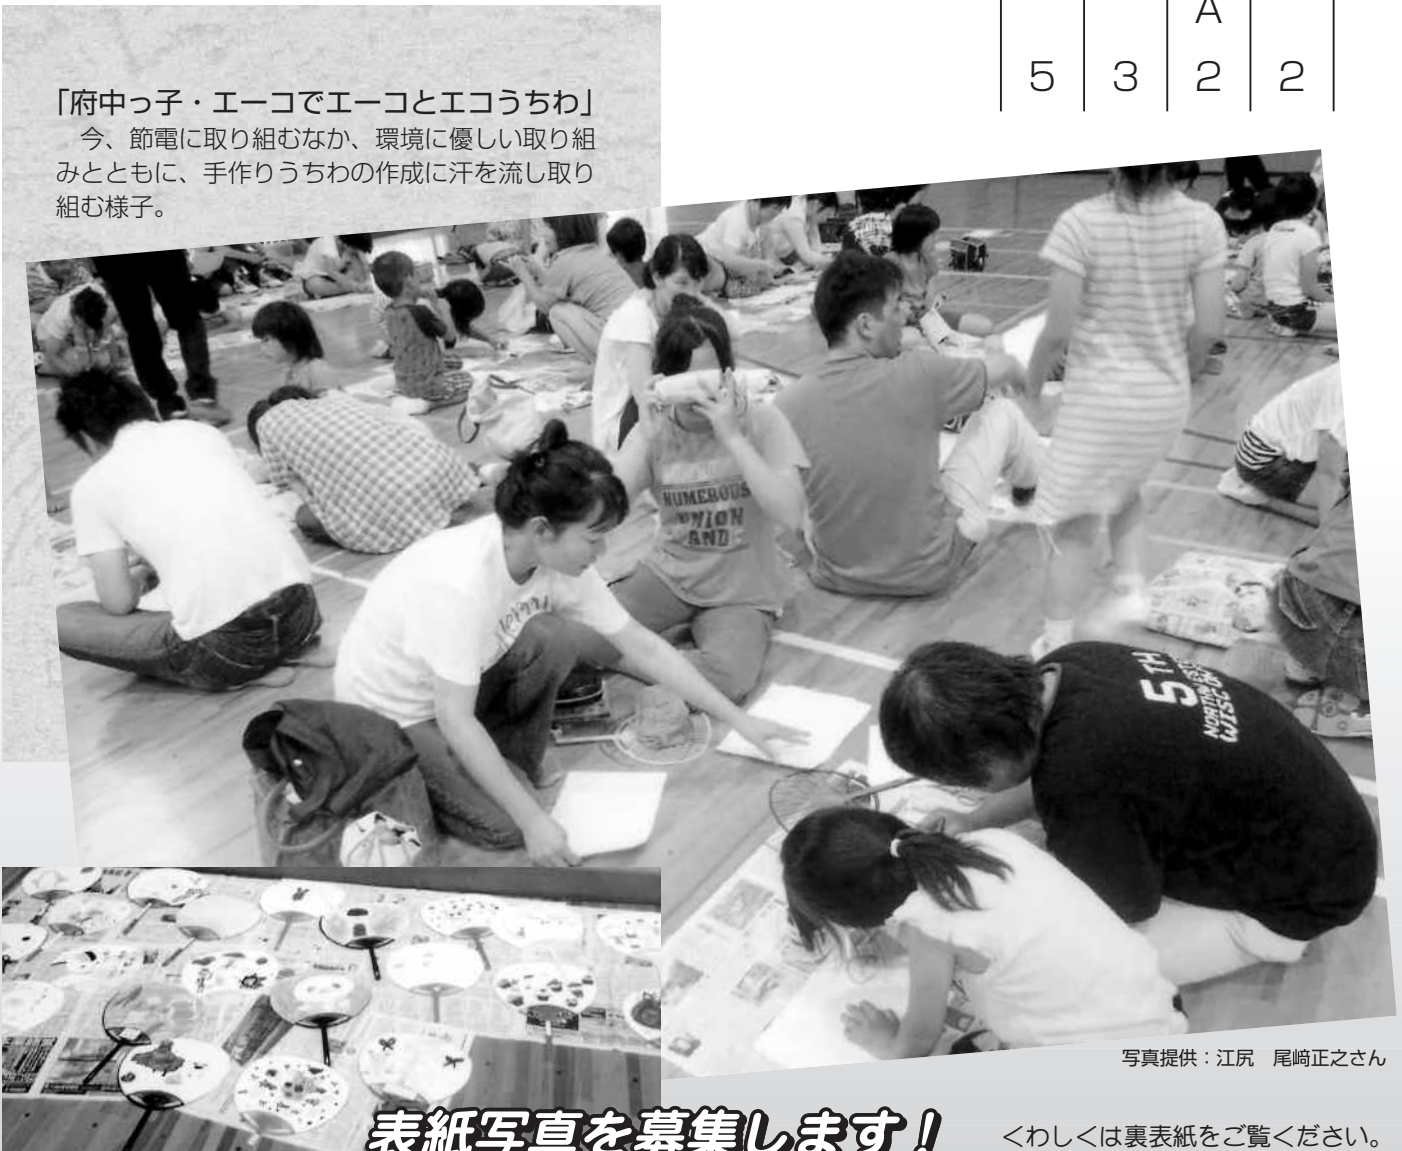 A
5 3 2 2
「府中っ子・エーコでエーコとエコうちわ」
今、節電に取り組むなか、環境に優しい取り組
みとともに、手作りうちわの作成に汗を流し取り
組む様子。
NUMEROUS
UNION
AND
5TH
写真提供：江尻　尾﨑正之さん
表紙写真を募集します！
くわしくは裏表紙をご覧ください。